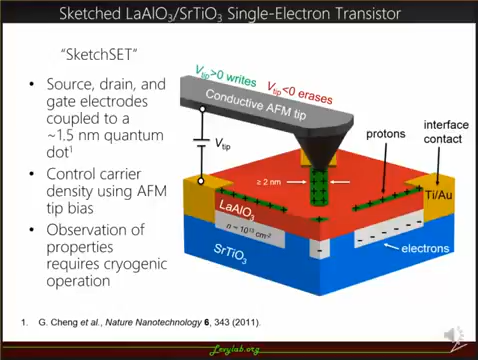 Sketched LaAlO3/SrTiO3 Single-Electron Transistor
“SketchSET”
• Source, drain, and
gate electrodes
coupled to a
~1.5 nm quantum
dot1
• Control carrier
density using AFM
tip bias
• Observation of
properties
requires cryogenic
operation
Vtip>0 writes
Vtip<0 erases
Conductive AFM tip
Vtip
protons
interface
contact
≥ 2 nm
Ti/Au
LaAlO3
n = 10¹³ cm⁻²
SrTiO3
electrons
1. G. Cheng et al., Nature Nanotechnology 6, 343 (2011).
Levylab.org